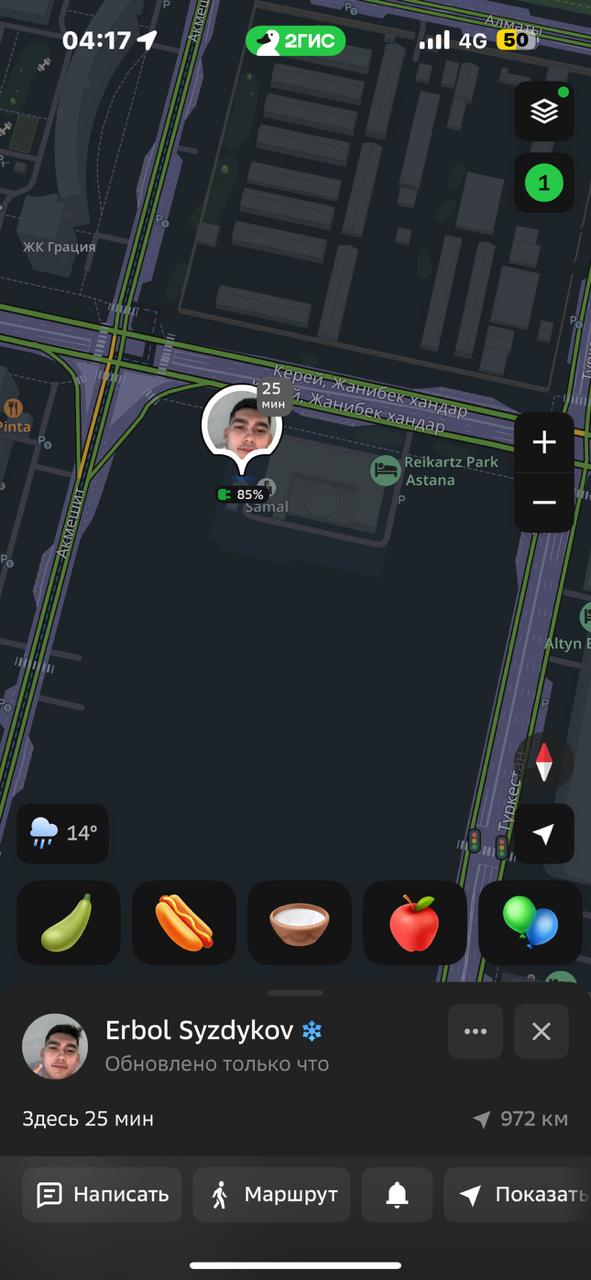 04:17
2ГИС
4G
50
Алматы
Акмешит
1
ЖК Грация
Керей, Жанибек хандар
й, Жанибек хандар
25
мин
85%
Samal
Pinta
Reikartz Park
Astana
Акмешит
Altyn
Туркестан
14°
Erbol Syzdykov
Обновлено только что
Здесь 25 мин
972 км
Написать
Маршрут
Показать